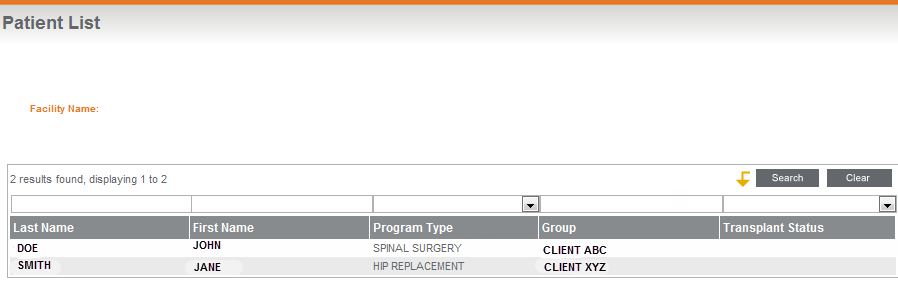 Patient List
Facility Name:
2 results found, displaying 1 to 2 Search Clear
Last Name First Name Program Type Group Transplant Status
DOE JOHN SPINAL SURGERY CLIENT ABC
SMITH JANE HIP REPLACEMENT CLIENT XYZ